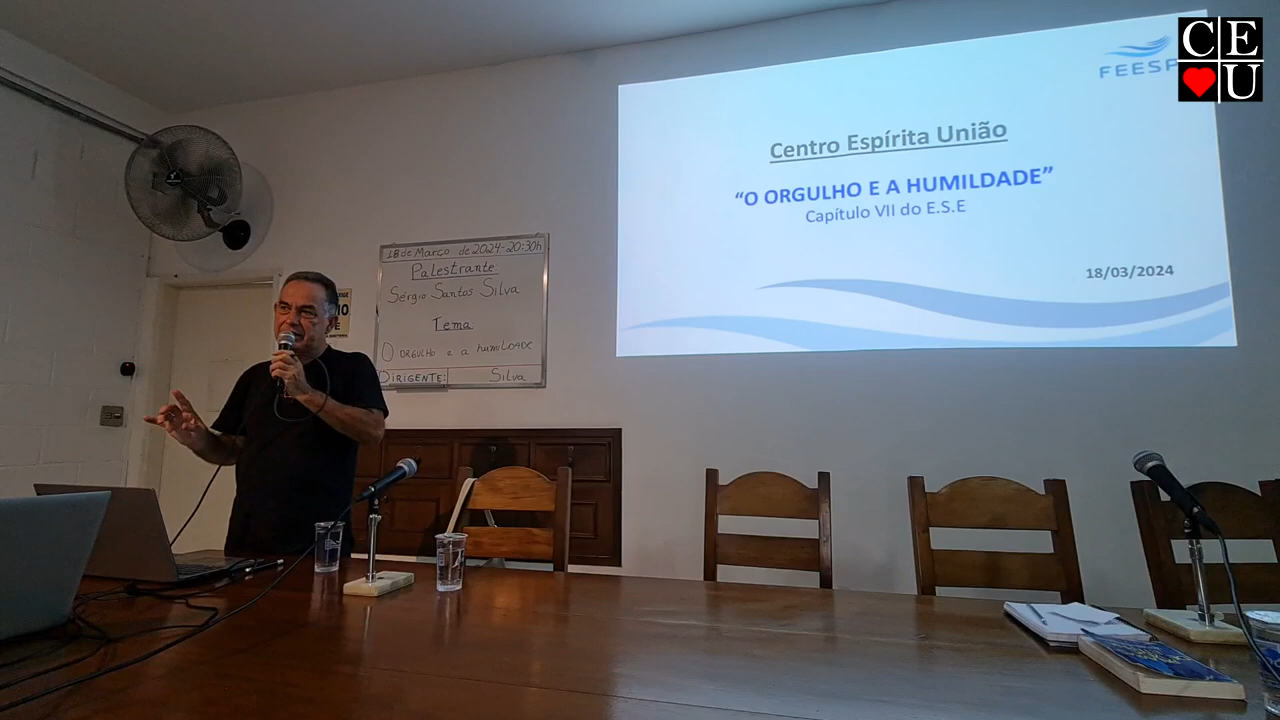 CE
U
FEESP
Centro Espírita União
“O ORGULHO E A HUMILDADE”
Capítulo VII do E.S.E
18/03/2024
18 de Março de 2024-20:30h
Palestrante
Sérgio Santos Silva
Tema
O ORGULHO e a humiLDADE
DIRIGENTE: Silva